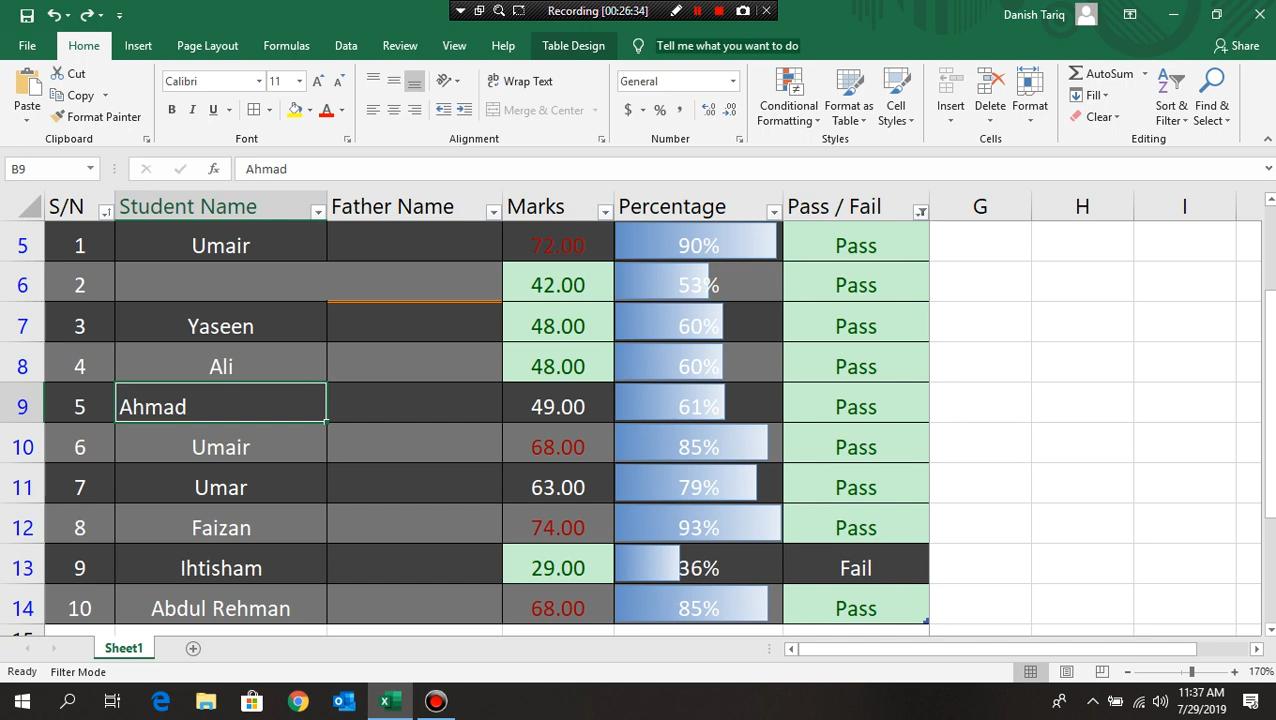 Recording [00:26:34]
Danish Tariq
File Home Insert Page Layout Formulas Data Review View Help Table Design Tell me what you want to do Share
Paste
Cut
Copy
Format Painter
Clipboard
Calibri 11
B I U
Font
Wrap Text
Merge & Center
Alignment
General
$ % ,
Number
Conditional Formatting
Format as Table
Cell Styles
Styles
Insert Delete Format
Cells
AutoSum
Fill
Clear
Sort & Filter
Find & Select
Editing
B9 fx Ahmad
S/N Student Name Father Name Marks Percentage Pass / Fail G H I
5 1 Umair 72.00 90% Pass
6 2 42.00 53% Pass
7 3 Yaseen 48.00 60% Pass
8 4 Ali 48.00 60% Pass
9 5 Ahmad 49.00 61% Pass
10 6 Umair 68.00 85% Pass
11 7 Umar 63.00 79% Pass
12 8 Faizan 74.00 93% Pass
13 9 Ihtisham 29.00 36% Fail
14 10 Abdul Rehman 68.00 85% Pass
15
Sheet1
Ready Filter Mode 170%
11:37 AM
7/29/2019